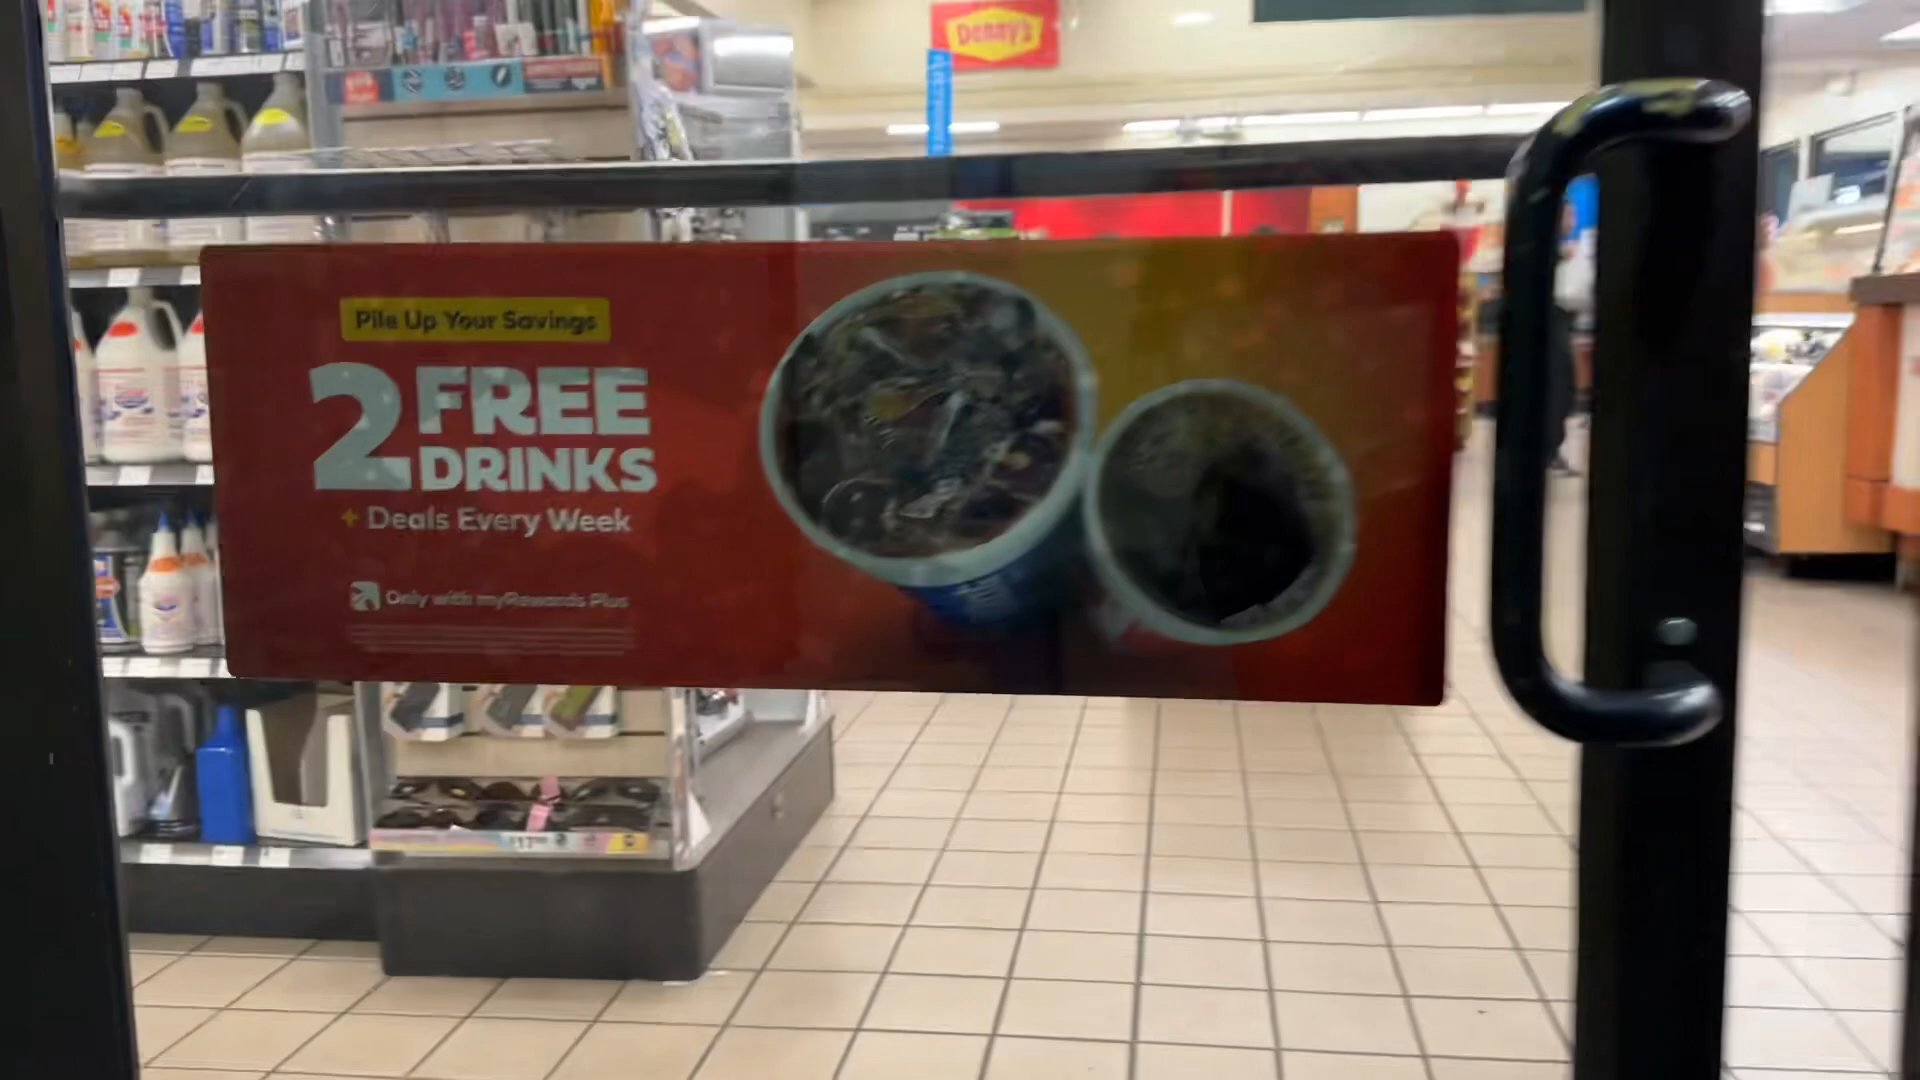 Denny's
Pile Up Your Savings
2 FREE
DRINKS
+ Deals Every Week
Only with myRewards Plus